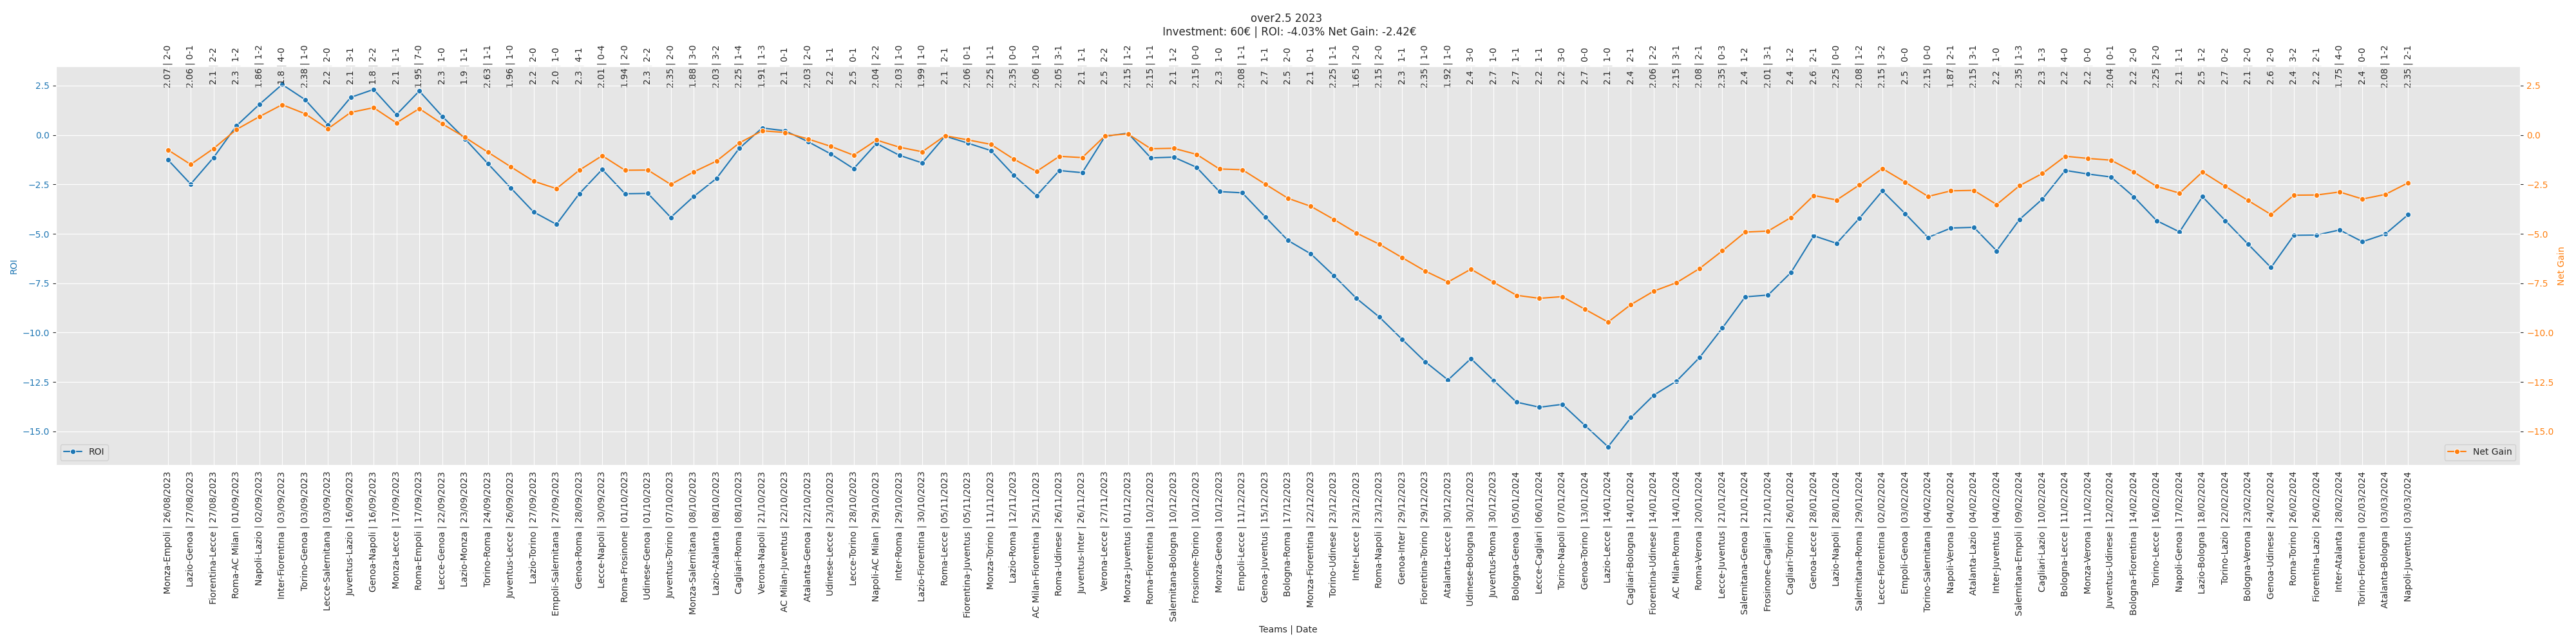 over2.5 2023
Investment: 60€ | ROI: -4.03% Net Gain: -2.42€
2.07 | 2-0
2.06 | 0-1
2.1 | 2-2
2.3 | 1-2
1.86 | 1-2
1.8 | 4-0
2.38 | 1-0
2.2 | 2-0
2.1 | 3-1
1.8 | 2-2
2.1 | 1-1
1.95 | 7-0
2.3 | 1-0
1.9 | 1-1
2.63 | 1-1
1.96 | 1-0
2.2 | 2-0
2.0 | 1-0
2.3 | 4-1
2.01 | 0-4
1.94 | 2-0
2.3 | 2-2
2.35 | 2-0
1.88 | 3-0
2.03 | 3-2
2.25 | 1-4
1.91 | 1-3
2.1 | 0-1
2.03 | 2-0
2.2 | 1-1
2.5 | 0-1
2.04 | 2-2
2.03 | 1-0
1.99 | 1-0
2.1 | 2-1
2.06 | 0-1
2.25 | 1-1
2.35 | 0-0
2.06 | 1-0
2.05 | 3-1
2.1 | 1-1
2.5 | 2-2
2.15 | 1-2
2.15 | 1-1
2.1 | 1-2
2.15 | 0-0
2.3 | 1-0
2.08 | 1-1
2.7 | 1-1
2.5 | 2-0
2.1 | 0-1
2.25 | 1-1
1.65 | 2-0
2.15 | 2-0
2.3 | 1-1
2.35 | 1-0
1.92 | 1-0
2.4 | 3-0
2.7 | 1-0
2.7 | 1-1
2.2 | 1-1
2.2 | 3-0
2.7 | 0-0
2.1 | 1-0
2.4 | 2-1
2.06 | 2-2
2.15 | 3-1
2.08 | 2-1
2.35 | 0-3
2.4 | 1-2
2.01 | 3-1
2.4 | 1-2
2.6 | 2-1
2.25 | 0-0
2.08 | 1-2
2.15 | 3-2
2.5 | 0-0
2.15 | 0-0
1.87 | 2-1
2.15 | 3-1
2.2 | 1-0
2.35 | 1-3
2.3 | 1-3
2.2 | 4-0
2.2 | 0-0
2.04 | 0-1
2.2 | 2-0
2.25 | 2-0
2.1 | 1-1
2.5 | 1-2
2.7 | 0-2
2.1 | 2-0
2.6 | 2-0
2.4 | 3-2
2.2 | 2-1
1.75 | 4-0
2.4 | 0-0
2.08 | 1-2
2.35 | 2-1
2.5
0.0
−2.5
−5.0
−7.5
−10.0
−12.5
−15.0
ROI
ROI
2.5
0.0
−2.5
−5.0
−7.5
−10.0
−12.5
−15.0
Net Gain
Net Gain
Monza-Empoli | 26/08/2023
Lazio-Genoa | 27/08/2023
Fiorentina-Lecce | 27/08/2023
Roma-AC Milan | 01/09/2023
Napoli-Lazio | 02/09/2023
Inter-Fiorentina | 03/09/2023
Torino-Genoa | 03/09/2023
Lecce-Salernitana | 03/09/2023
Juventus-Lazio | 16/09/2023
Genoa-Napoli | 16/09/2023
Monza-Lecce | 17/09/2023
Roma-Empoli | 17/09/2023
Lecce-Genoa | 22/09/2023
Lazio-Monza | 23/09/2023
Torino-Roma | 24/09/2023
Juventus-Lecce | 26/09/2023
Lazio-Torino | 27/09/2023
Empoli-Salernitana | 27/09/2023
Genoa-Roma | 28/09/2023
Lecce-Napoli | 30/09/2023
Roma-Frosinone | 01/10/2023
Udinese-Genoa | 01/10/2023
Juventus-Torino | 07/10/2023
Monza-Salernitana | 08/10/2023
Lazio-Atalanta | 08/10/2023
Cagliari-Roma | 08/10/2023
Verona-Napoli | 21/10/2023
AC Milan-Juventus | 22/10/2023
Atalanta-Genoa | 22/10/2023
Udinese-Lecce | 23/10/2023
Lecce-Torino | 28/10/2023
Napoli-AC Milan | 29/10/2023
Inter-Roma | 29/10/2023
Lazio-Fiorentina | 30/10/2023
Roma-Lecce | 05/11/2023
Fiorentina-Juventus | 05/11/2023
Monza-Torino | 11/11/2023
Lazio-Roma | 12/11/2023
AC Milan-Fiorentina | 25/11/2023
Roma-Udinese | 26/11/2023
Juventus-Inter | 26/11/2023
Verona-Lecce | 27/11/2023
Monza-Juventus | 01/12/2023
Roma-Fiorentina | 10/12/2023
Salernitana-Bologna | 10/12/2023
Frosinone-Torino | 10/12/2023
Monza-Genoa | 10/12/2023
Empoli-Lecce | 11/12/2023
Genoa-Juventus | 15/12/2023
Bologna-Roma | 17/12/2023
Monza-Fiorentina | 22/12/2023
Torino-Udinese | 23/12/2023
Inter-Lecce | 23/12/2023
Roma-Napoli | 23/12/2023
Genoa-Inter | 29/12/2023
Fiorentina-Torino | 29/12/2023
Atalanta-Lecce | 30/12/2023
Udinese-Bologna | 30/12/2023
Juventus-Roma | 30/12/2023
Bologna-Genoa | 05/01/2024
Lecce-Cagliari | 06/01/2024
Torino-Napoli | 07/01/2024
Genoa-Torino | 13/01/2024
Lazio-Lecce | 14/01/2024
Cagliari-Bologna | 14/01/2024
Fiorentina-Udinese | 14/01/2024
AC Milan-Roma | 14/01/2024
Roma-Verona | 20/01/2024
Lecce-Juventus | 21/01/2024
Salernitana-Genoa | 21/01/2024
Frosinone-Cagliari | 21/01/2024
Cagliari-Torino | 26/01/2024
Genoa-Lecce | 28/01/2024
Lazio-Napoli | 28/01/2024
Salernitana-Roma | 29/01/2024
Lecce-Fiorentina | 02/02/2024
Empoli-Genoa | 03/02/2024
Torino-Salernitana | 04/02/2024
Napoli-Verona | 04/02/2024
Atalanta-Lazio | 04/02/2024
Inter-Juventus | 04/02/2024
Salernitana-Empoli | 09/02/2024
Cagliari-Lazio | 10/02/2024
Bologna-Lecce | 11/02/2024
Monza-Verona | 11/02/2024
Juventus-Udinese | 12/02/2024
Bologna-Fiorentina | 14/02/2024
Torino-Lecce | 16/02/2024
Napoli-Genoa | 17/02/2024
Lazio-Bologna | 18/02/2024
Torino-Lazio | 22/02/2024
Bologna-Verona | 23/02/2024
Genoa-Udinese | 24/02/2024
Roma-Torino | 26/02/2024
Fiorentina-Lazio | 26/02/2024
Inter-Atalanta | 28/02/2024
Torino-Fiorentina | 02/03/2024
Atalanta-Bologna | 03/03/2024
Napoli-Juventus | 03/03/2024
Teams | Date